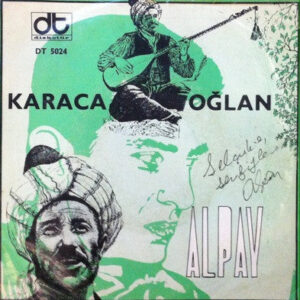 dt
diskotür
DT 5024
KARACA OĞLAN
ALPAY